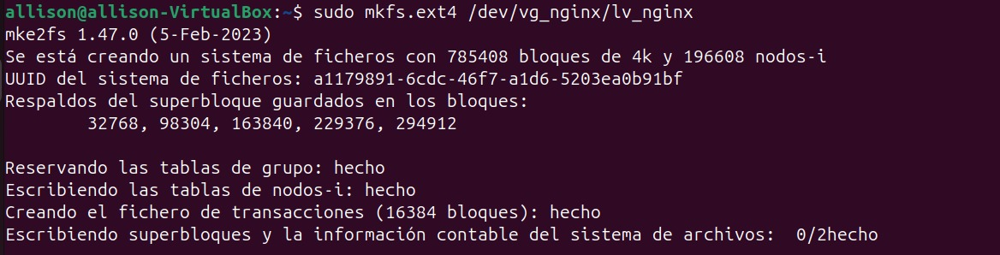 allison@allison-VirtualBox:~$ sudo mkfs.ext4 /dev/vg_nginx/lv_nginx
mke2fs 1.47.0 (5-Feb-2023)
Se está creando un sistema de ficheros con 785408 bloques de 4k y 196608 nodos-i
UUID del sistema de ficheros: a1179891-6cdc-46f7-a1d6-5203ea0b91bf
Respaldos del superbloque guardados en los bloques:
        32768, 98304, 163840, 229376, 294912

Reservando las tablas de grupo: hecho
Escribiendo las tablas de nodos-i: hecho
Creando el fichero de transacciones (16384 bloques): hecho
Escribiendo superbloques y la información contable del sistema de archivos:  0/2hecho